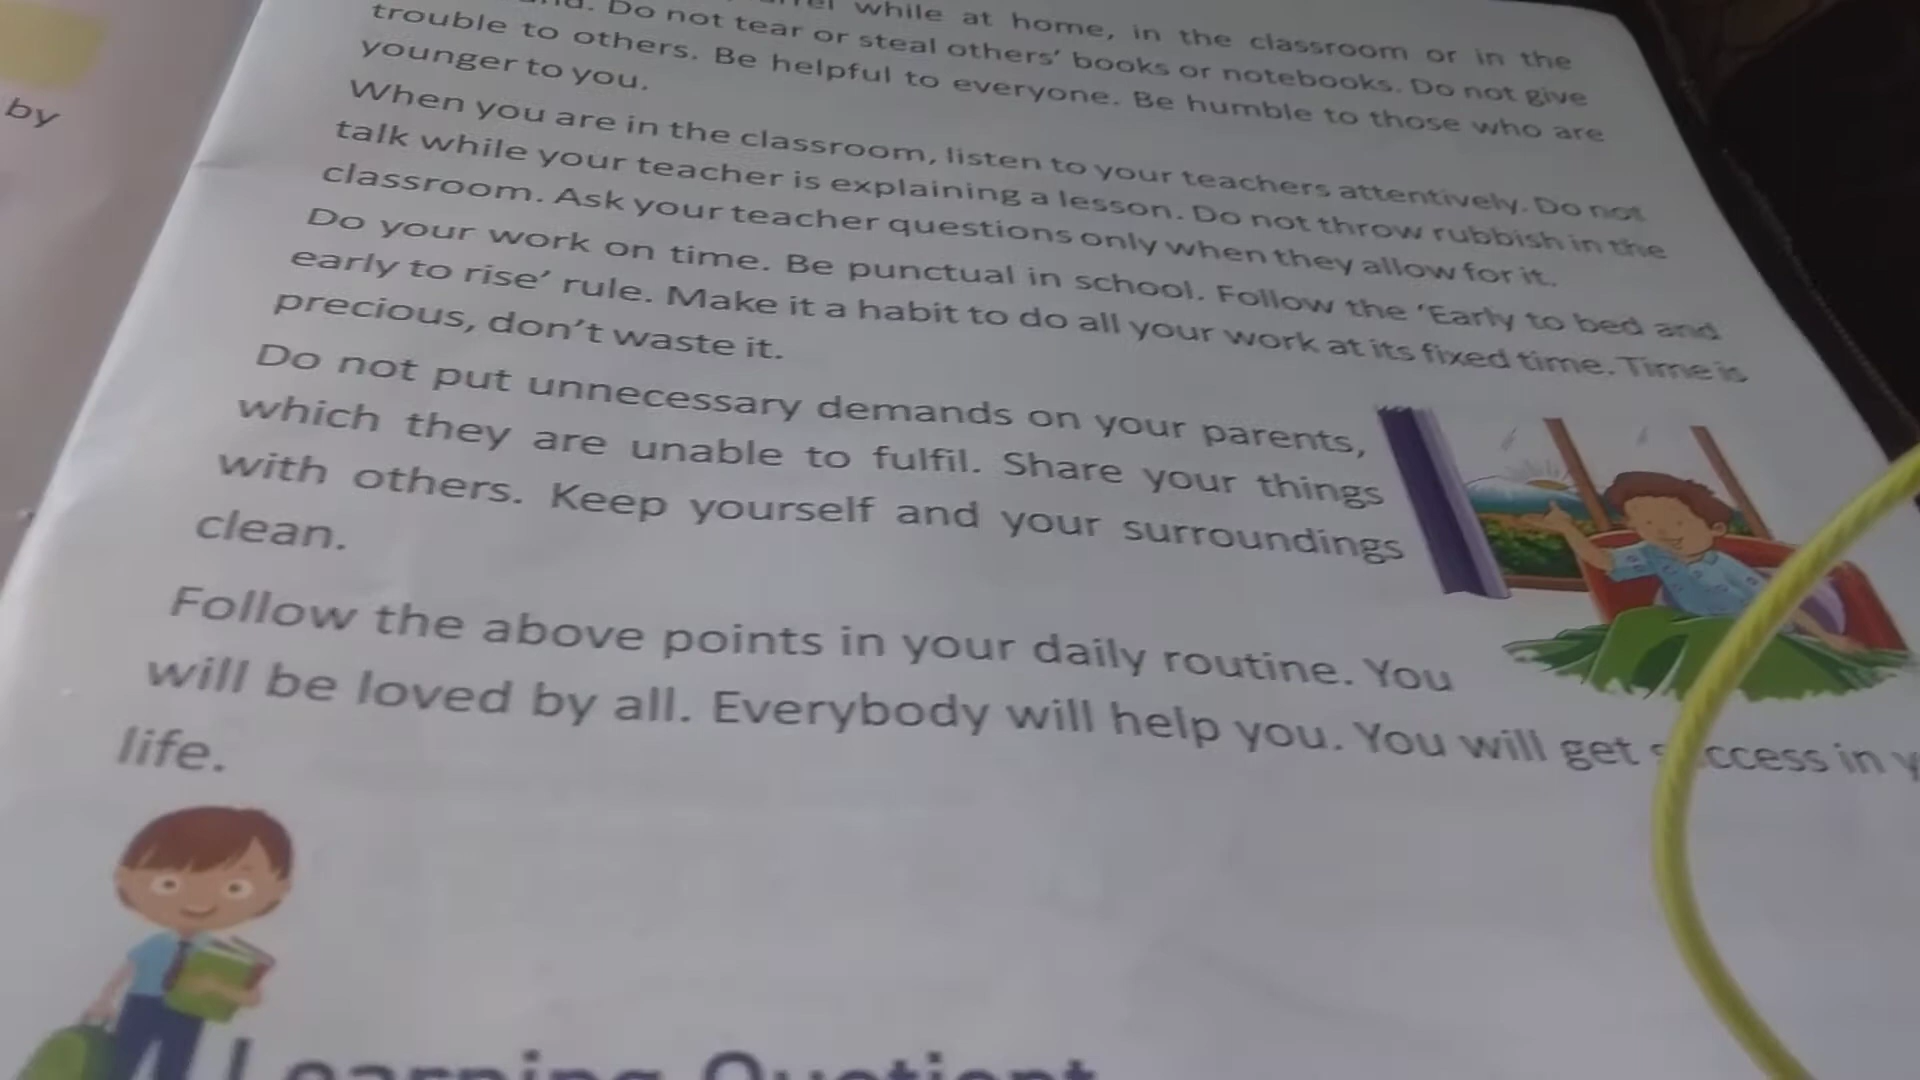 while at home, in the classroom or in the
Do not tear or steal others' books or notebooks. Do not give
trouble to others. Be helpful to everyone. Be humble to those who are
younger to you.
When you are in the classroom, listen to your teachers attentively. Do not
talk while your teacher is explaining a lesson. Do not throw rubbish in the
classroom. Ask your teacher questions only when they allow for it.
Do your work on time. Be punctual in school. Follow the 'Early to bed and
early to rise' rule. Make it a habit to do all your work at its fixed time. Time is
precious, don't waste it.
Do not put unnecessary demands on your parents,
which they are unable to fulfil. Share your things
with others. Keep yourself and your surroundings
clean.
Follow the above points in your daily routine. You
will be loved by all. Everybody will help you. You will get success in
life.
Learning Quotient
by